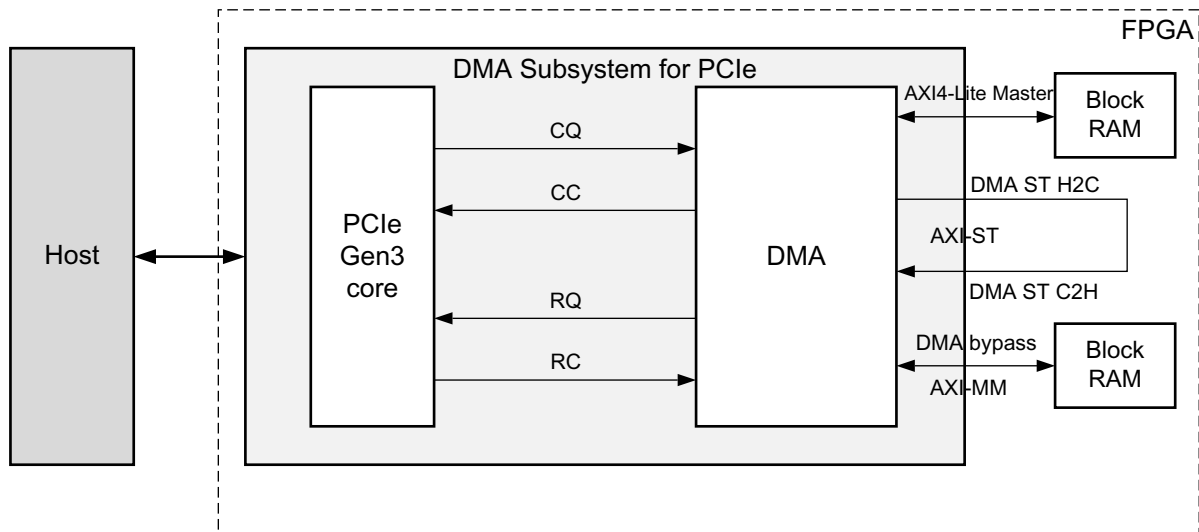 FPGA
DMA Subsystem for PCIe
Host
PCIe
Gen3
core
CQ
CC
RQ
RC
DMA
AXI4-Lite Master
Block
RAM
DMA ST H2C
AXI-ST
DMA ST C2H
DMA bypass
AXI-MM
Block
RAM